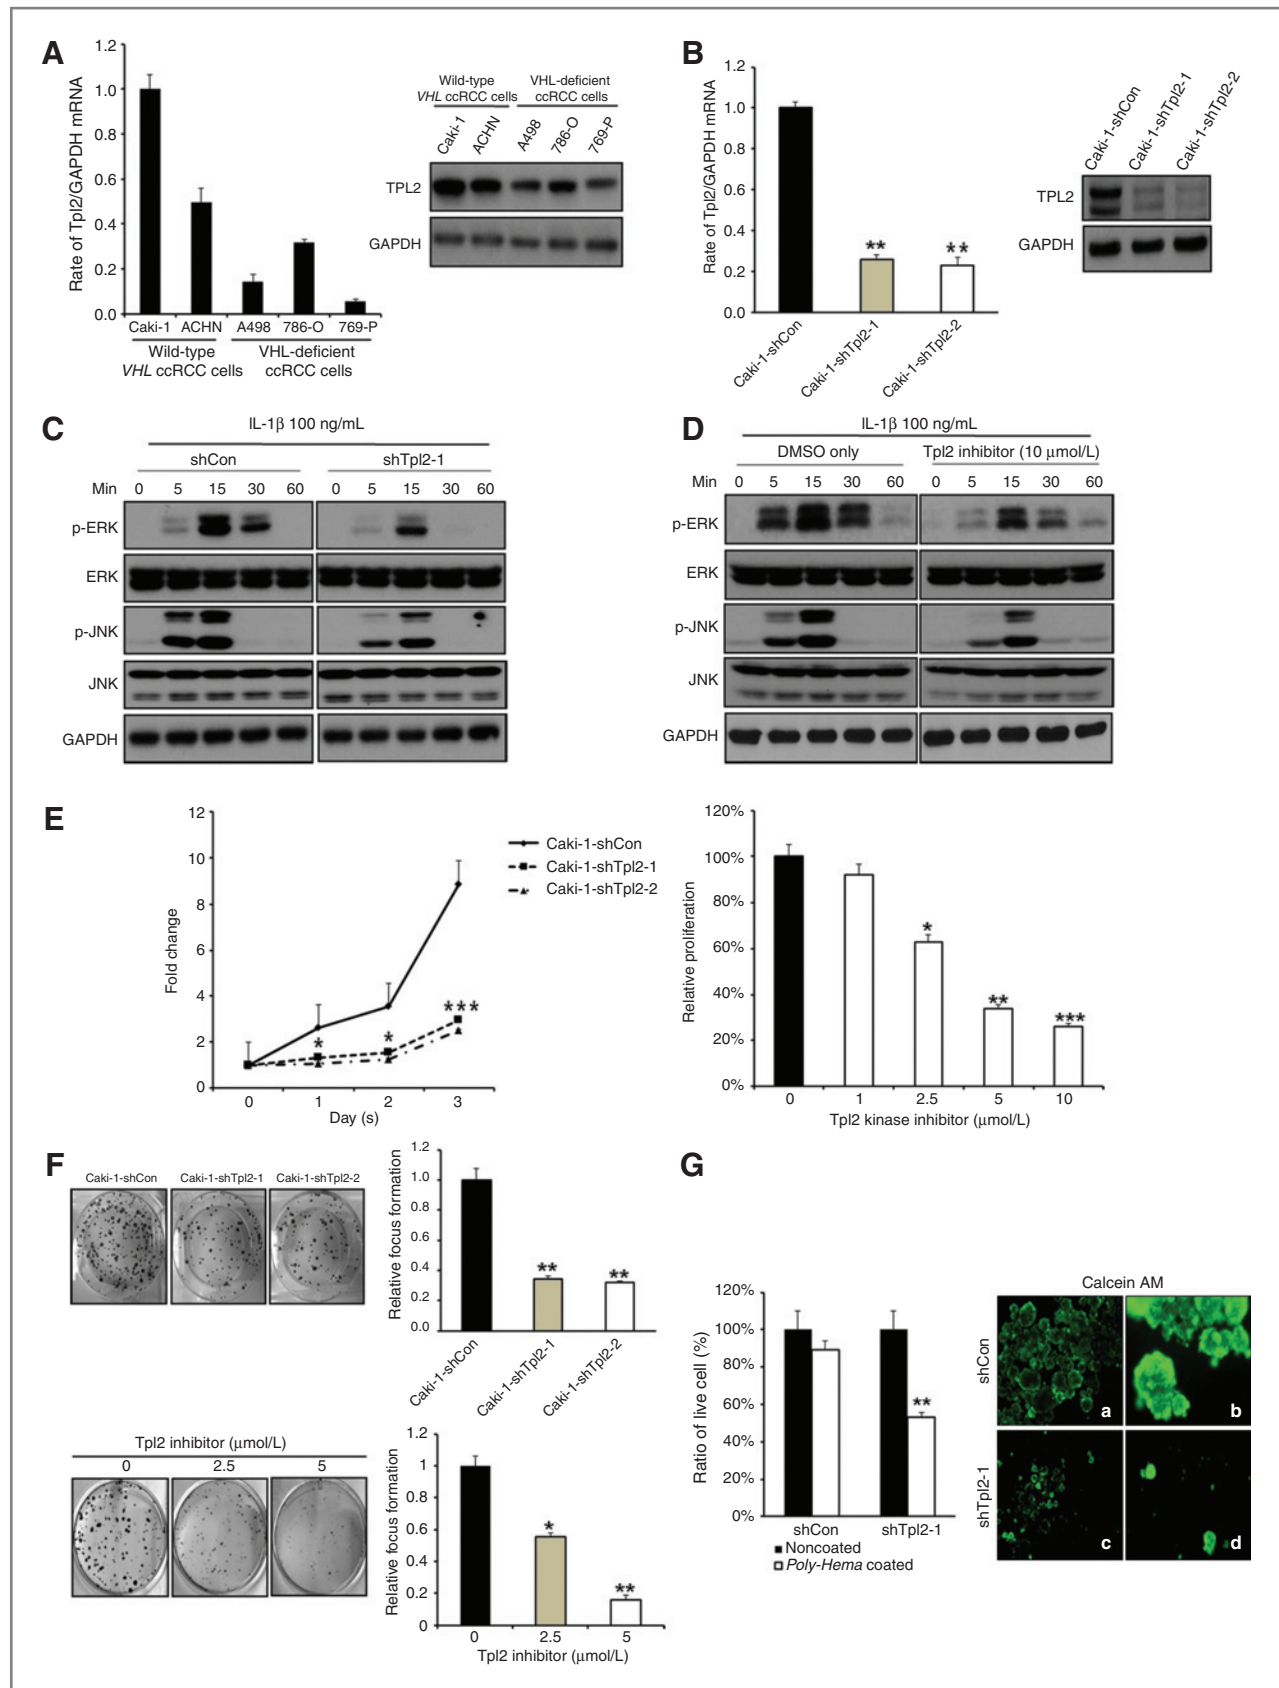 A
1.2
1.0
0.8
0.6
0.4
0.2
0.0
Rate of Tpl2/GAPDH mRNA
Caki-1 ACHN A498 786-O 769-P
Wild-type VHL-deficient
VHL ccRCC cells ccRCC cells
Wild-type VHL-deficient
VHL ccRCC cells ccRCC cells
Caki-1 ACHN A498 786-O 769-P
TPL2
GAPDH
B
1.2
1.0
0.8
0.6
0.4
0.2
0.0
Rate of Tpl2/GAPDH mRNA
** **
Caki-1-shCon Caki-1-shTpl2-1 Caki-1-shTpl2-2
Caki-1-shCon Caki-1-shTpl2-1 Caki-1-shTpl2-2
TPL2
GAPDH
C
IL-1β 100 ng/mL
shCon shTpl2-1
Min 0 5 15 30 60 0 5 15 30 60
p-ERK
ERK
p-JNK
JNK
GAPDH
D
IL-1β 100 ng/mL
DMSO only Tpl2 inhibitor (10 μmol/L)
Min 0 5 15 30 60 0 5 15 30 60
p-ERK
ERK
p-JNK
JNK
GAPDH
E
12
10
8
6
4
2
0
Fold change
* * ***
0 1 2 3
Day (s)
Caki-1-shCon
Caki-1-shTpl2-1
Caki-1-shTpl2-2
120%
100%
80%
60%
40%
20%
0%
Relative proliferation
* ** ***
0 1 2.5 5 10
Tpl2 kinase inhibitor (μmol/L)
F
Caki-1-shCon Caki-1-shTpl2-1 Caki-1-shTpl2-2
1.2
1.0
0.8
0.6
0.4
0.2
0.0
Relative focus formation
** **
Caki-1-shCon Caki-1-shTpl2-1 Caki-1-shTpl2-2
Tpl2 inhibitor (μmol/L)
0 2.5 5
1.2
1
0.8
0.6
0.4
0.2
0
Relative focus formation
* **
0 2.5 5
Tpl2 inhibitor (μmol/L)
G
120%
100%
80%
60%
40%
20%
0%
Ratio of live cell (%)
**
shCon shTpl2-1
Noncoated
Poly-Hema coated
Calcein AM
shCon
a b
shTpl2-1
c d